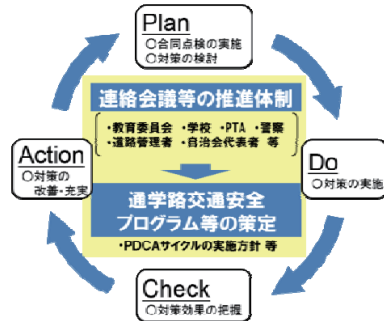 Plan
○合同点検の実施
○対策の検討
連絡会議等の推進体制
・教育委員会 ・学校 ・PTA ・警察
・道路管理者 ・自治会代表者 等
Action
○対策の
改善・充実
Do
○対策の実施
通学路交通安全
プログラム等の策定
・PDCAサイクルの実施方針 等
Check
○対策効果の把握